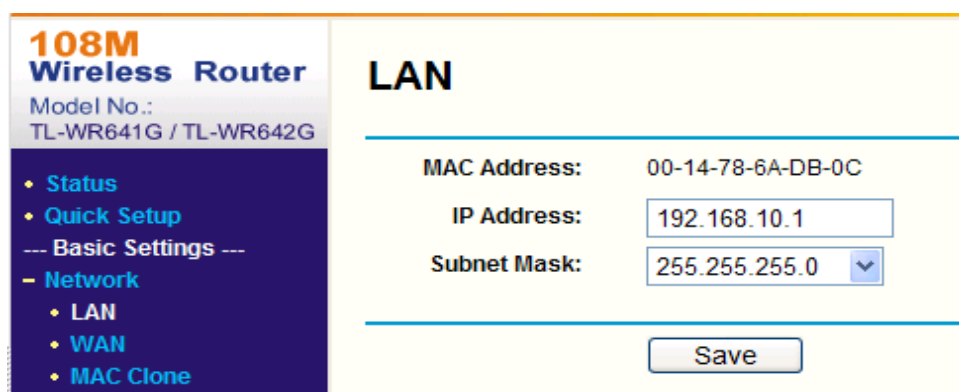 108M
Wireless Router
Model No.:
TL-WR641G / TL-WR642G
• Status
• Quick Setup
--- Basic Settings ---
– Network
• LAN
• WAN
• MAC Clone
LAN
MAC Address: 00-14-78-6A-DB-0C
IP Address: 192.168.10.1
Subnet Mask: 255.255.255.0
Save